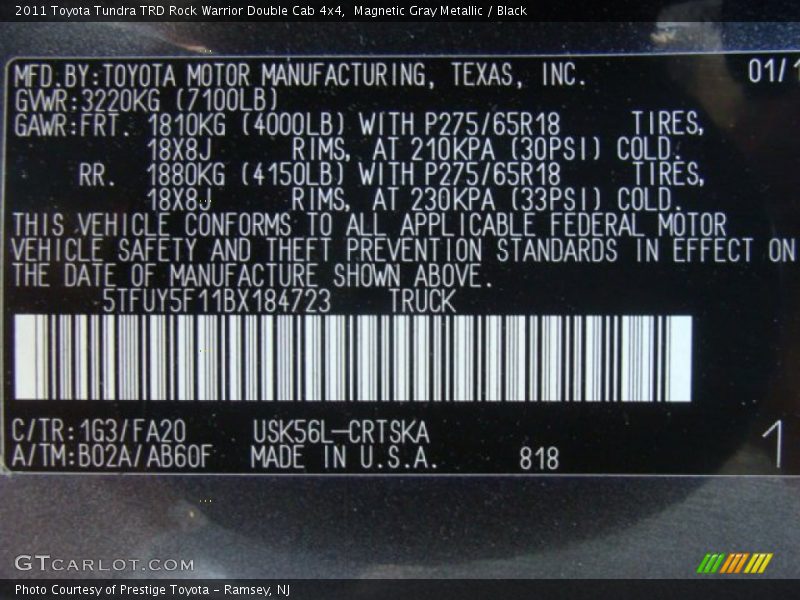 2011 Toyota Tundra TRD Rock Warrior Double Cab 4x4,  Magnetic Gray Metallic / Black
MFD.BY:TOYOTA MOTOR MANUFACTURING, TEXAS, INC. 01/1
GVWR:3220KG (7100LB)
GAWR:FRT. 1810KG (4000LB) WITH P275/65R18 TIRES,
18X8J RIMS, AT 210KPA (30PSI) COLD.
RR. 1880KG (4150LB) WITH P275/65R18 TIRES,
18X8J RIMS, AT 230KPA (33PSI) COLD.
THIS VEHICLE CONFORMS TO ALL APPLICABLE FEDERAL MOTOR
VEHICLE SAFETY AND THEFT PREVENTION STANDARDS IN EFFECT ON
THE DATE OF MANUFACTURE SHOWN ABOVE.
5TFUY5F11BX184723 TRUCK
C/TR:1G3/FA20 USK56L-CRTSKA
A/TM:B02A/AB60F MADE IN U.S.A. 818
1
GTCARLOT.COM
Photo Courtesy of Prestige Toyota - Ramsey, NJ